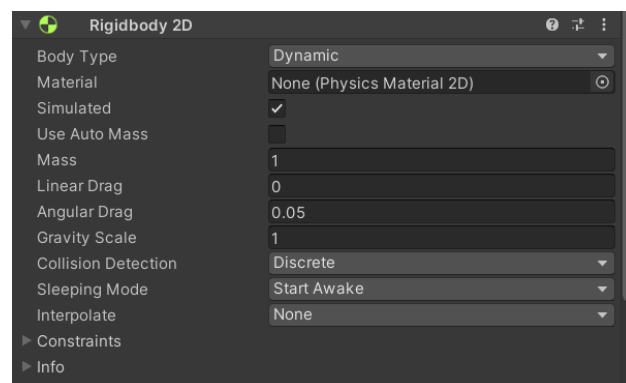 Rigidbody 2D
Body Type Dynamic
Material None (Physics Material 2D)
Simulated
Use Auto Mass
Mass 1
Linear Drag 0
Angular Drag 0.05
Gravity Scale 1
Collision Detection Discrete
Sleeping Mode Start Awake
Interpolate None
Constraints
Info